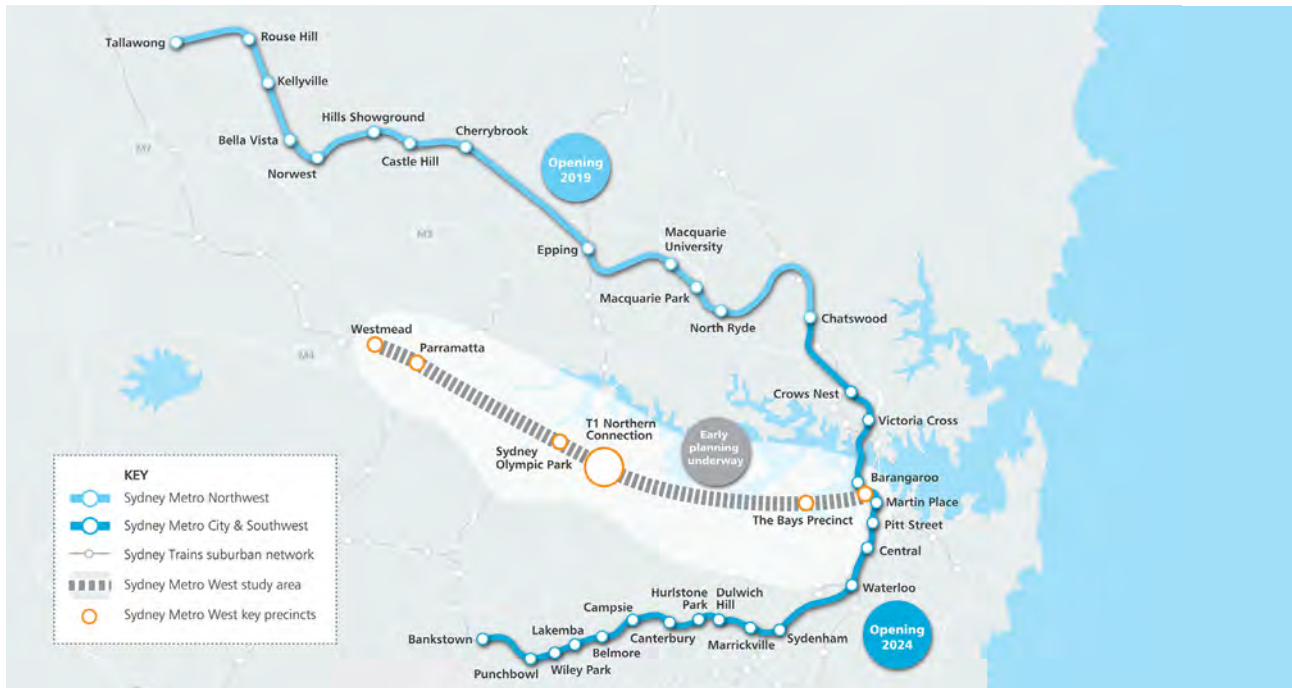 Tallawong
Rouse Hill
Kellyville
Bella Vista
Norwest
Hills Showground
Castle Hill
Cherrybrook
Opening
2019
M7
M2
Epping
Macquarie
University
Macquarie Park
North Ryde
Chatswood
Westmead
Parramatta
M4
Crows Nest
Victoria Cross
T1 Northern
Connection
Early
planning
underway
Sydney
Olympic Park
Barangaroo
Martin Place
The Bays Precinct
Pitt Street
Central
Waterloo
KEY
Sydney Metro Northwest
Sydney Metro City & Southwest
Sydney Trains suburban network
Sydney Metro West study area
Sydney Metro West key precincts
Bankstown
Punchbowl
Wiley Park
Lakemba
Belmore
Campsie
Canterbury
Hurlstone
Park
Dulwich
Hill
Marrickville
Sydenham
Opening
2024